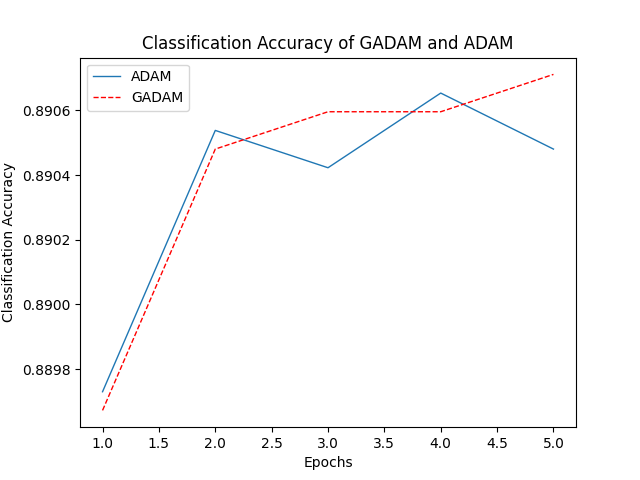 Classification Accuracy of GADAM and ADAM
ADAM
GADAM
Classification Accuracy
0.8906
0.8904
0.8902
0.8900
0.8898
1.0 1.5 2.0 2.5 3.0 3.5 4.0 4.5 5.0
Epochs